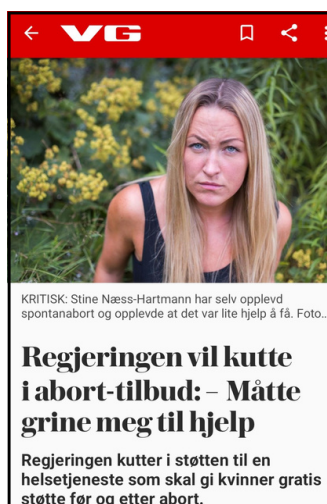 VG
KRITISK: Stine Næss-Hartmann har selv opplevd
spontanabort og opplevde at det var lite hjelp å få. Foto..
Regjeringen vil kutte
i abort-tilbud: – Måtte
grine meg til hjelp
Regjeringen kutter i støtten til en
helsetjeneste som skal gi kvinner gratis
støtte før og etter abort.